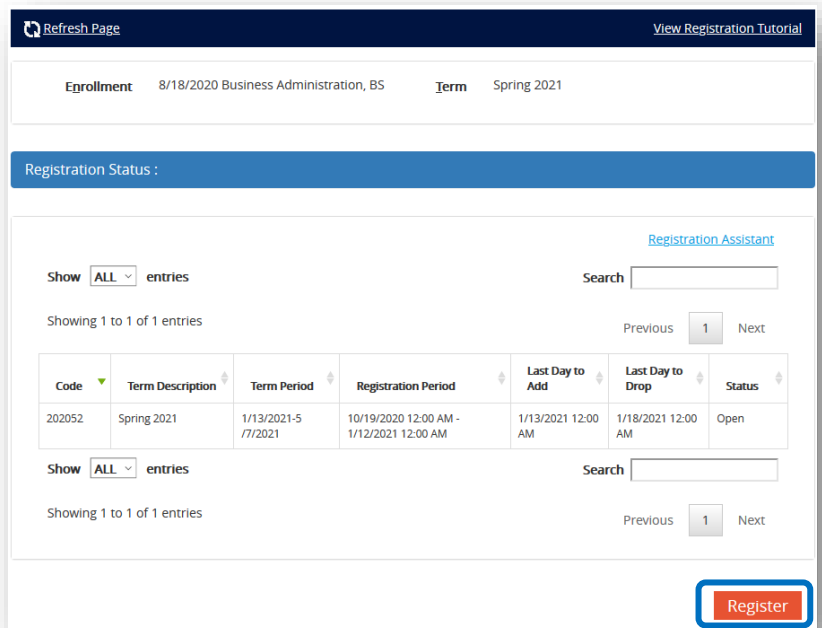 Refresh Page View Registration Tutorial
Enrollment 8/18/2020 Business Administration, BS Term Spring 2021
Registration Status :
Registration Assistant
Show ALL entries Search
Showing 1 to 1 of 1 entries Previous 1 Next
Code Term Description Term Period Registration Period Last Day to Add Last Day to Drop Status
202052 Spring 2021 1/13/2021-5 /7/2021 10/19/2020 12:00 AM - 1/12/2021 12:00 AM 1/13/2021 12:00 AM 1/18/2021 12:00 AM Open
Show ALL entries Search
Showing 1 to 1 of 1 entries Previous 1 Next
Register